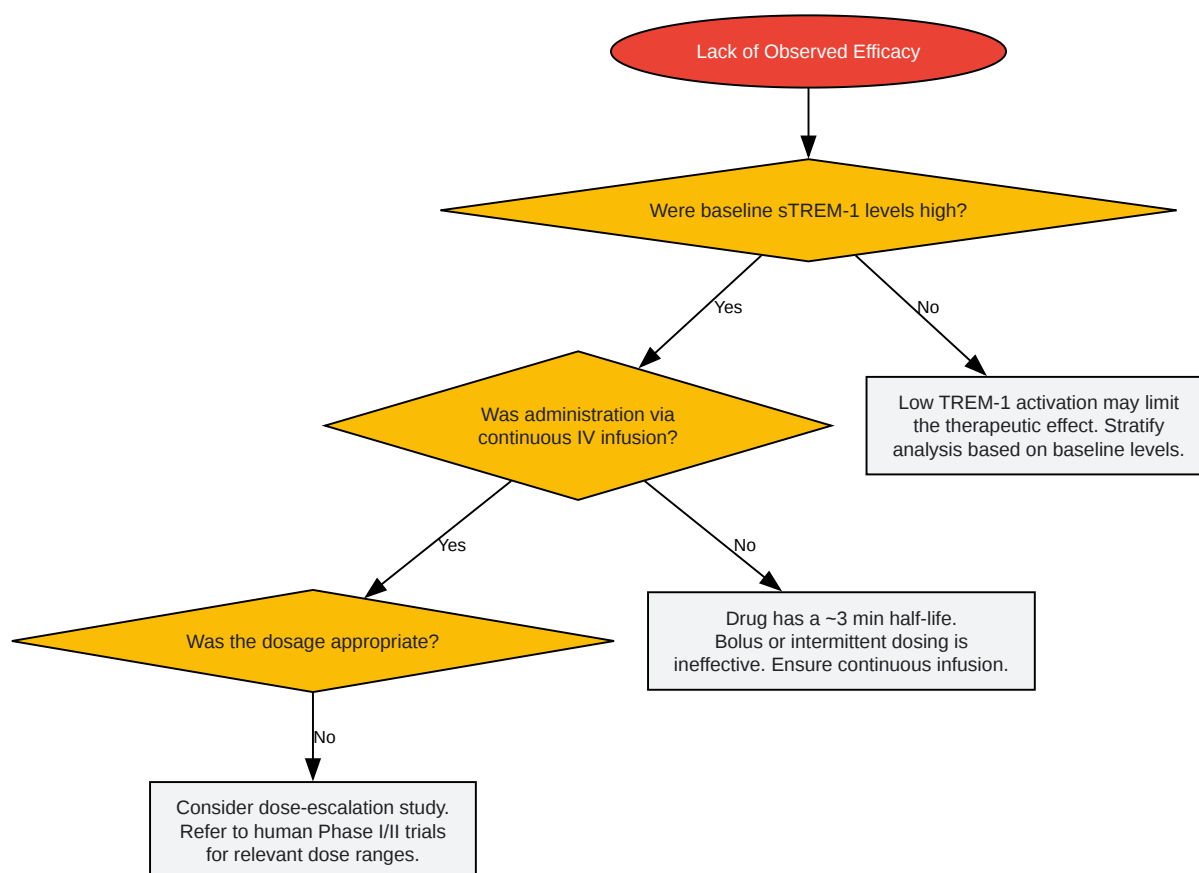 Lack of Observed Efficacy
Were baseline sTREM-1 levels high?
Yes
No
Low TREM-1 activation may limit
the therapeutic effect. Stratify
analysis based on baseline levels.
Was administration via
continuous IV infusion?
Yes
No
Drug has a ~3 min half-life.
Bolus or intermittent dosing is
ineffective. Ensure continuous infusion.
Was the dosage appropriate?
No
Consider dose-escalation study.
Refer to human Phase I/II trials
for relevant dose ranges.